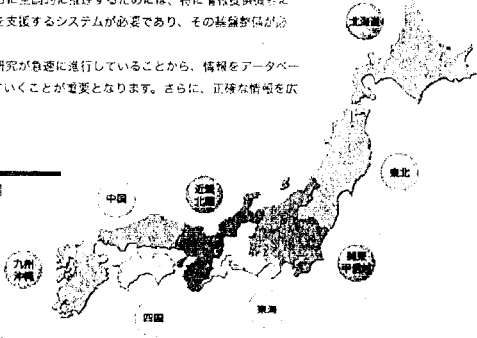 を支援するシステムが必要であり、その基盤整備が必
研究が急速に進行していることから、情報をデータベー
ていくことが重要となります。さらに、正確な情報を広
北海道
東北
中国
近畿
北陸
九州
沖縄
関東
甲信越
四国
東海